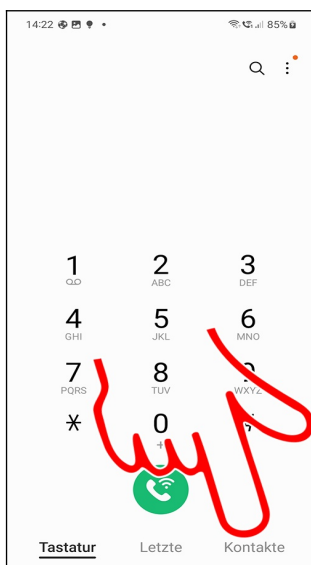 14:22 85%
1 2 3
ABC DEF
4 5 6
GHI JKL MNO
7 8 9
PQRS TUV WXYZ
* 0
+
Tastatur Letzte Kontakte